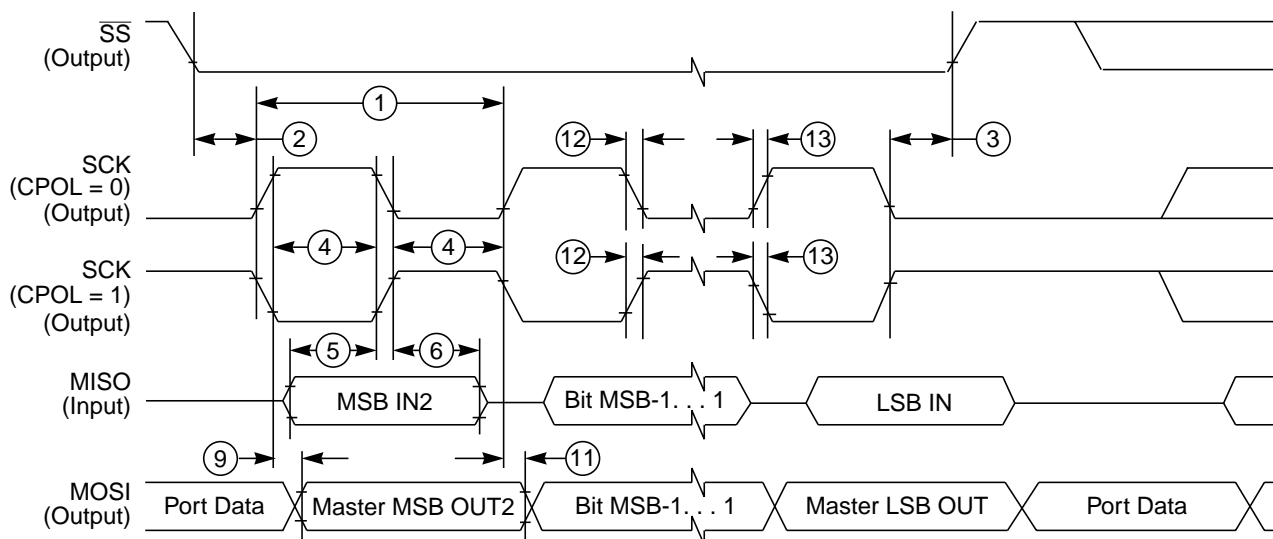 SS
(Output)
1
2
12
13
3
SCK
(CPOL = 0)
(Output)
4
4
SCK
(CPOL = 1)
(Output)
12
13
5
6
MISO
(Input)
MSB IN2
Bit MSB-1. . . 1
LSB IN
9
11
MOSI
(Output)
Port Data
Master MSB OUT2
Bit MSB-1. . . 1
Master LSB OUT
Port Data